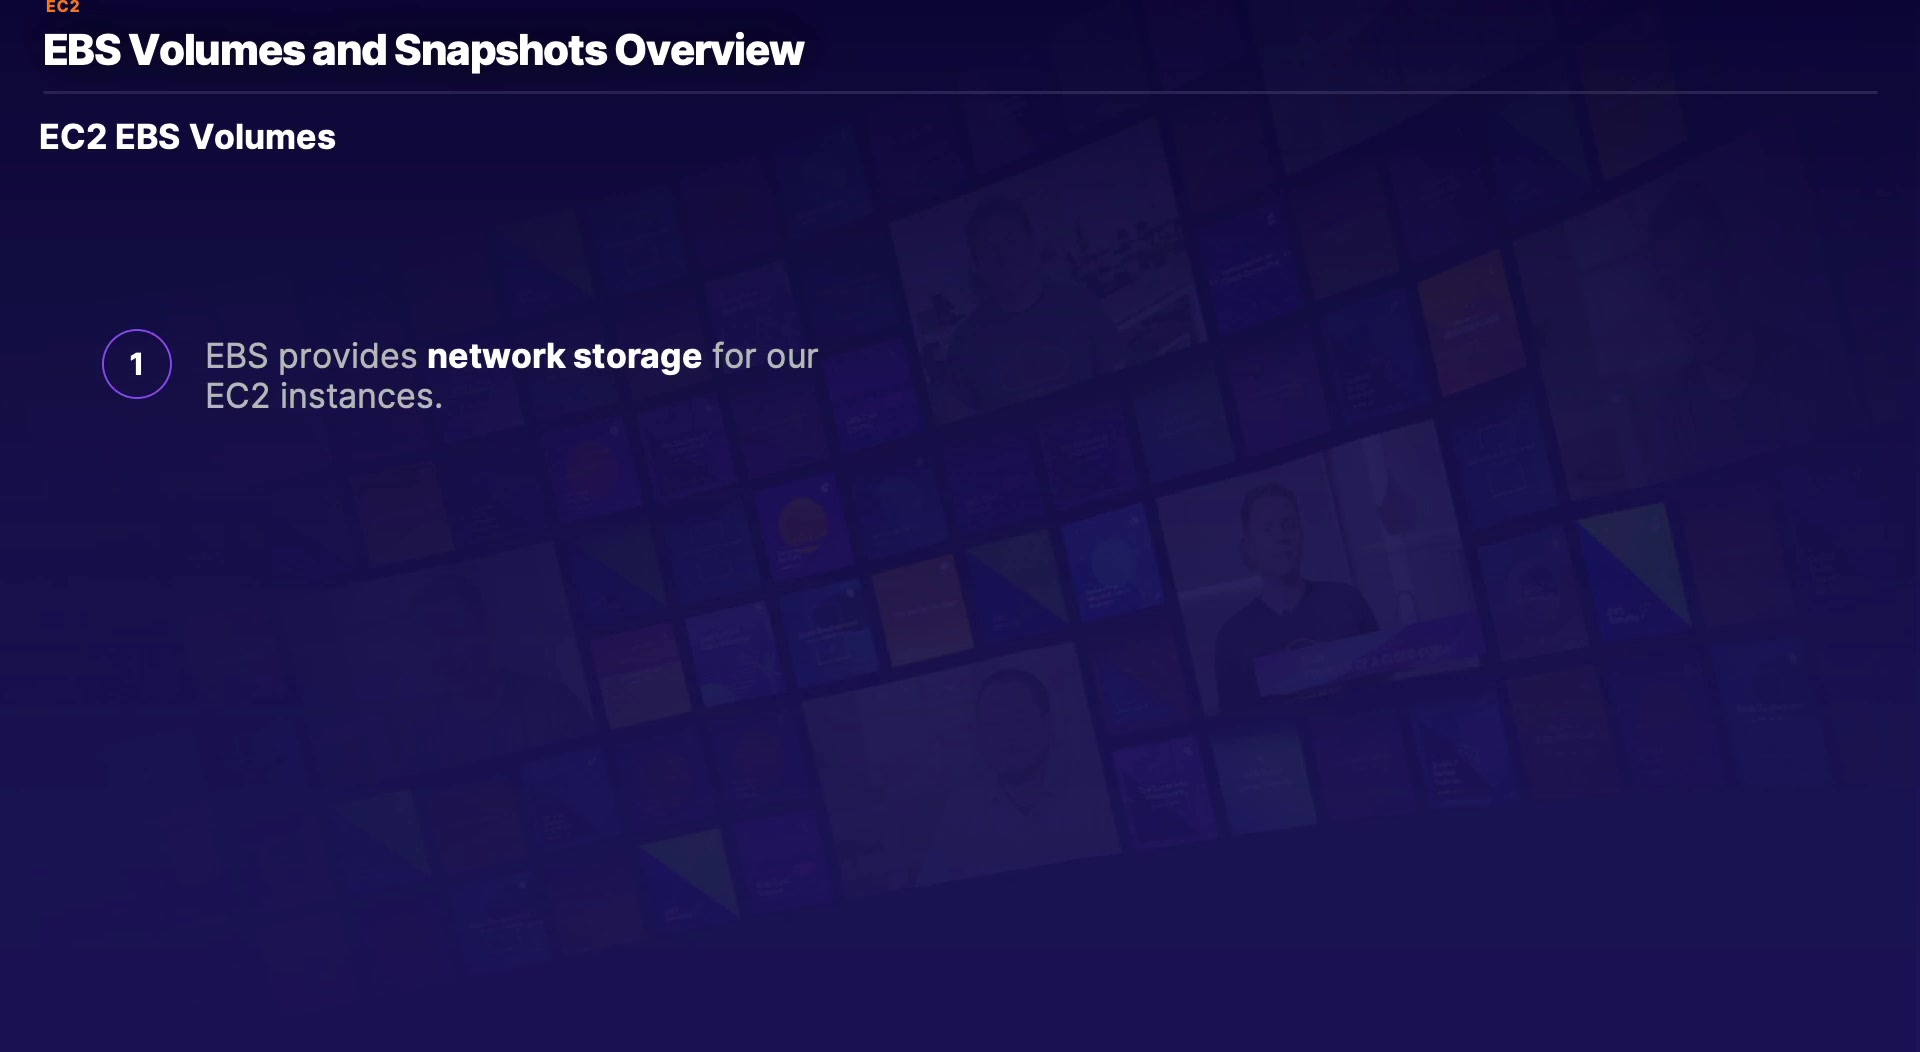 EC2
EBS Volumes and Snapshots Overview
EC2 EBS Volumes
1
EBS provides network storage for our
EC2 instances.